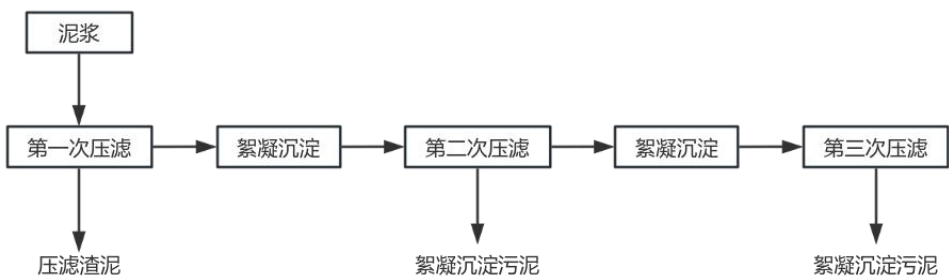 泥浆
第一次压滤
絮凝沉淀
第二次压滤
絮凝沉淀
第三次压滤
压滤渣泥
絮凝沉淀污泥
絮凝沉淀污泥